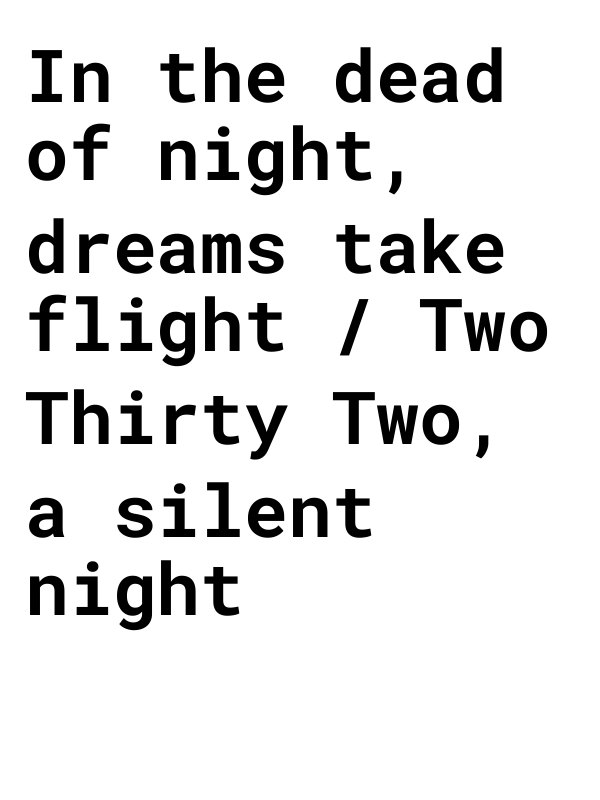 In the dead
of night,
dreams take
flight / Two
Thirty Two,
a silent
night